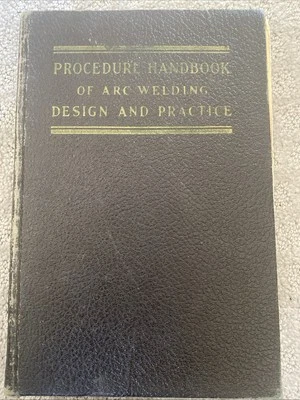 PROCEDURE HANDBOOK
OF ARC WELDING
DESIGN AND PRACTICE